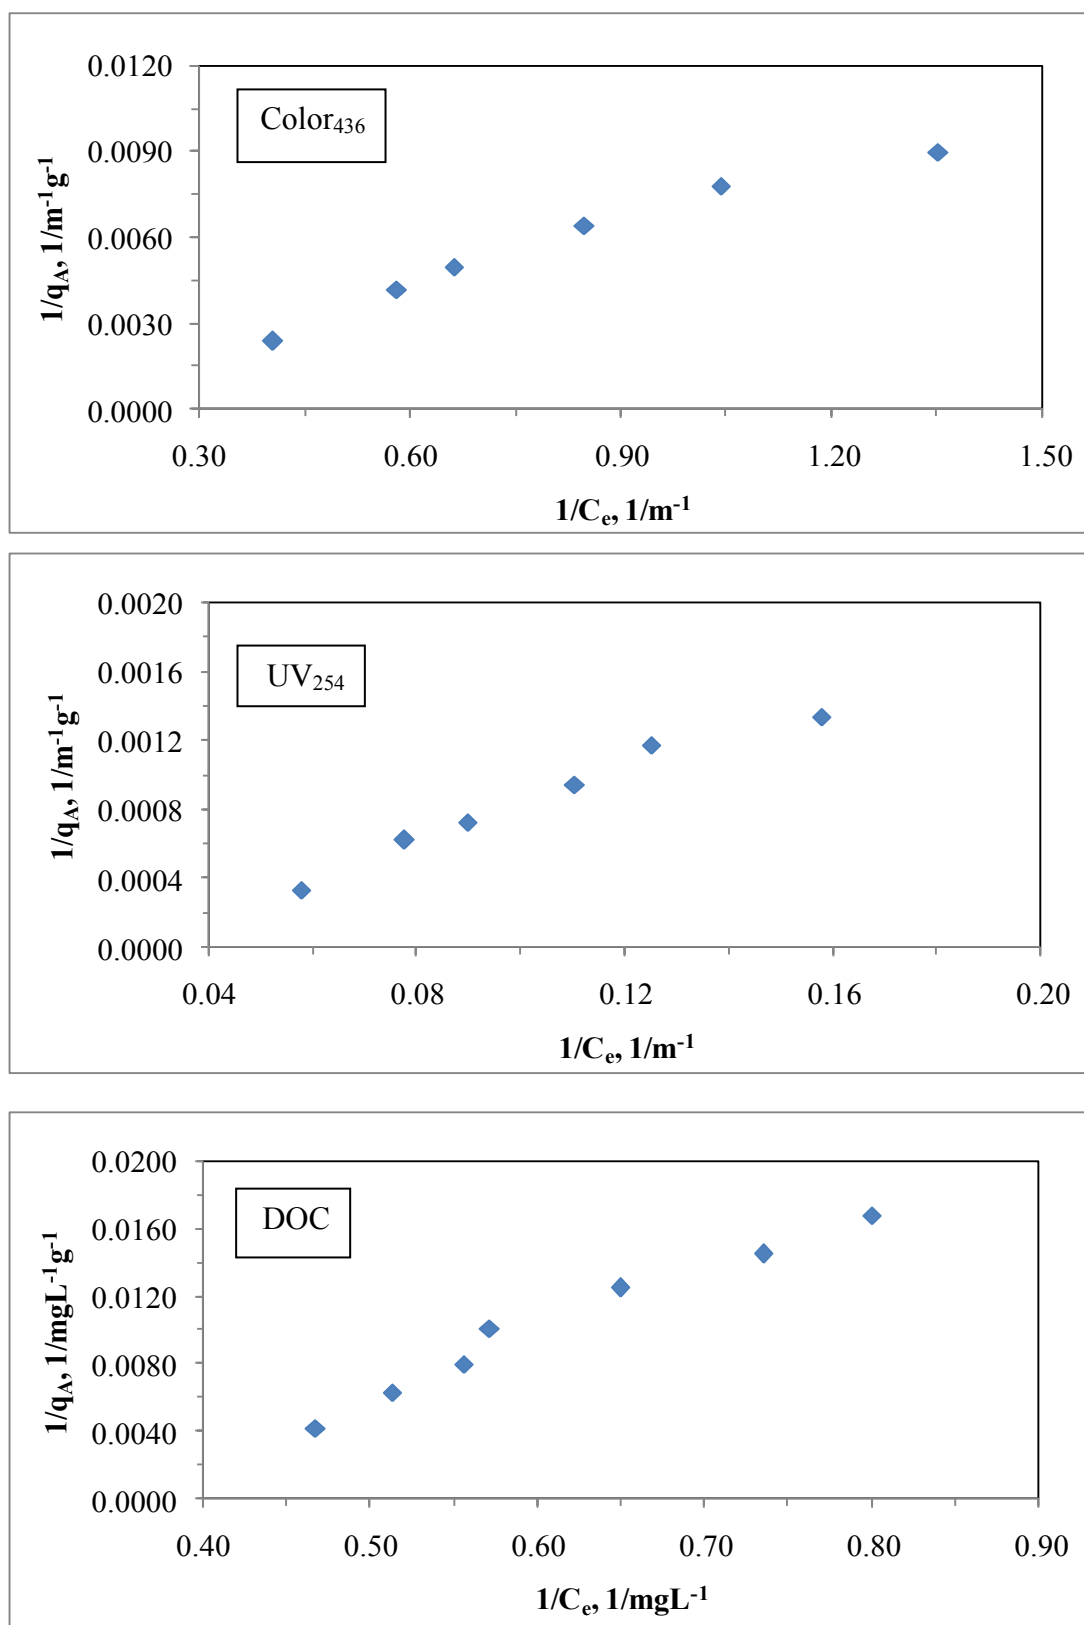 0.0120
0.0090
0.0060
0.0030
0.0000
Color₄₃₆
1/q_A, 1/m⁻¹g⁻¹
0.30 0.60 0.90 1.20 1.50
1/Cₑ, 1/m⁻¹
0.0020
0.0016
0.0012
0.0008
0.0004
0.0000
UV₂₅₄
1/q_A, 1/m⁻¹g⁻¹
0.04 0.08 0.12 0.16 0.20
1/Cₑ, 1/m⁻¹
0.0200
0.0160
0.0120
0.0080
0.0040
0.0000
DOC
1/q_A, 1/mgL⁻¹g⁻¹
0.40 0.50 0.60 0.70 0.80 0.90
1/Cₑ, 1/mgL⁻¹